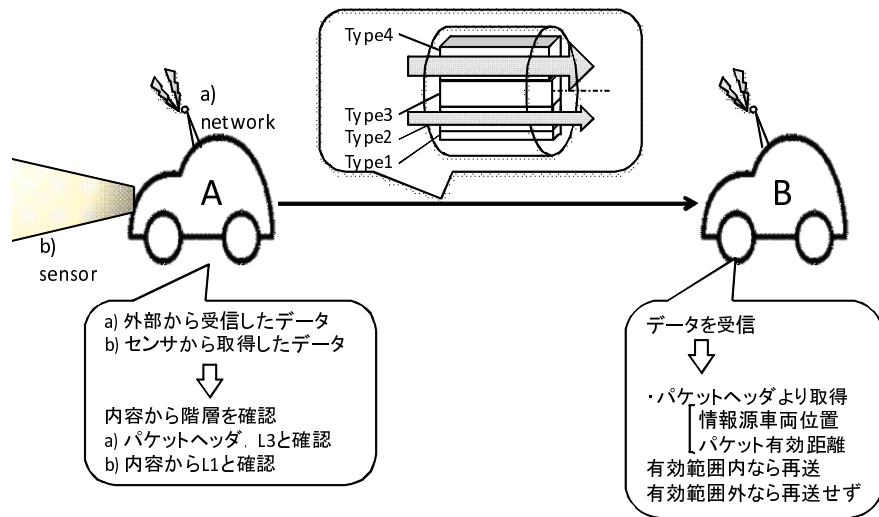 Type4
Type3
Type2
Type1
a)
network
A
B
b)
sensor
a) 外部から受信したデータ
b) センサから取得したデータ
内容から階層を確認
a) パケットヘッダ、L3と確認
b) 内容からL1と確認
データを受信
・パケットヘッダより取得
情報源車両位置
パケット有効距離
有効範囲内なら再送
有効範囲外なら再送せず